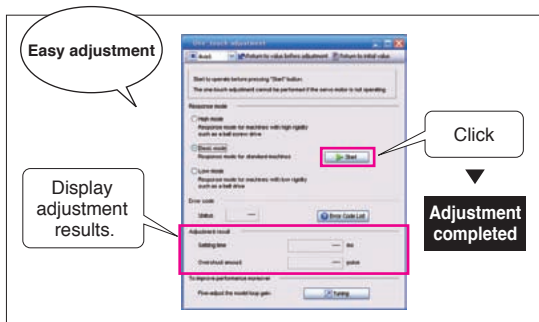 Easy adjustment
One-touch adjustment
Axis1 Return to value before adjustment Return to initial value
Start to operate before pressing "Start" button.
The one-touch adjustment cannot be performed if the servo motor is not operating.
Response mode
High mode
Response mode for machines with high rigidity
such as a ball screw drive
Basic mode
Response mode for standard machines
Start
Low mode
Response mode for machines with low rigidity
such as a belt drive
Error code
Status --- Error Code List
Adjustment result
Settling time --- ms
Overshoot amount --- pulse
To improve performance moreover
Fine-adjust the model loop gain. Tuning
Click
Adjustment
completed
Display
adjustment
results.